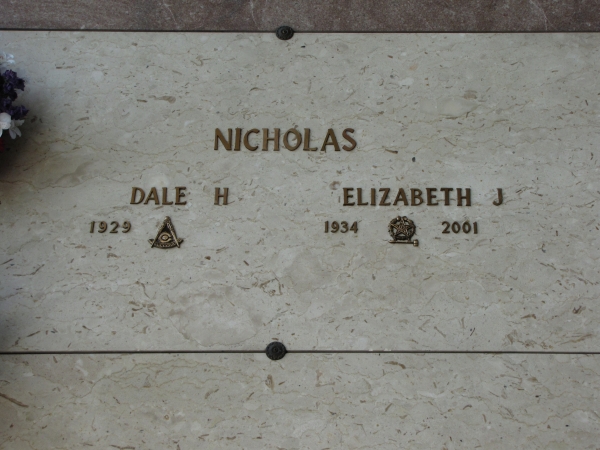 NICHOLAS
DALE H ELIZABETH J
1929 1934 2001